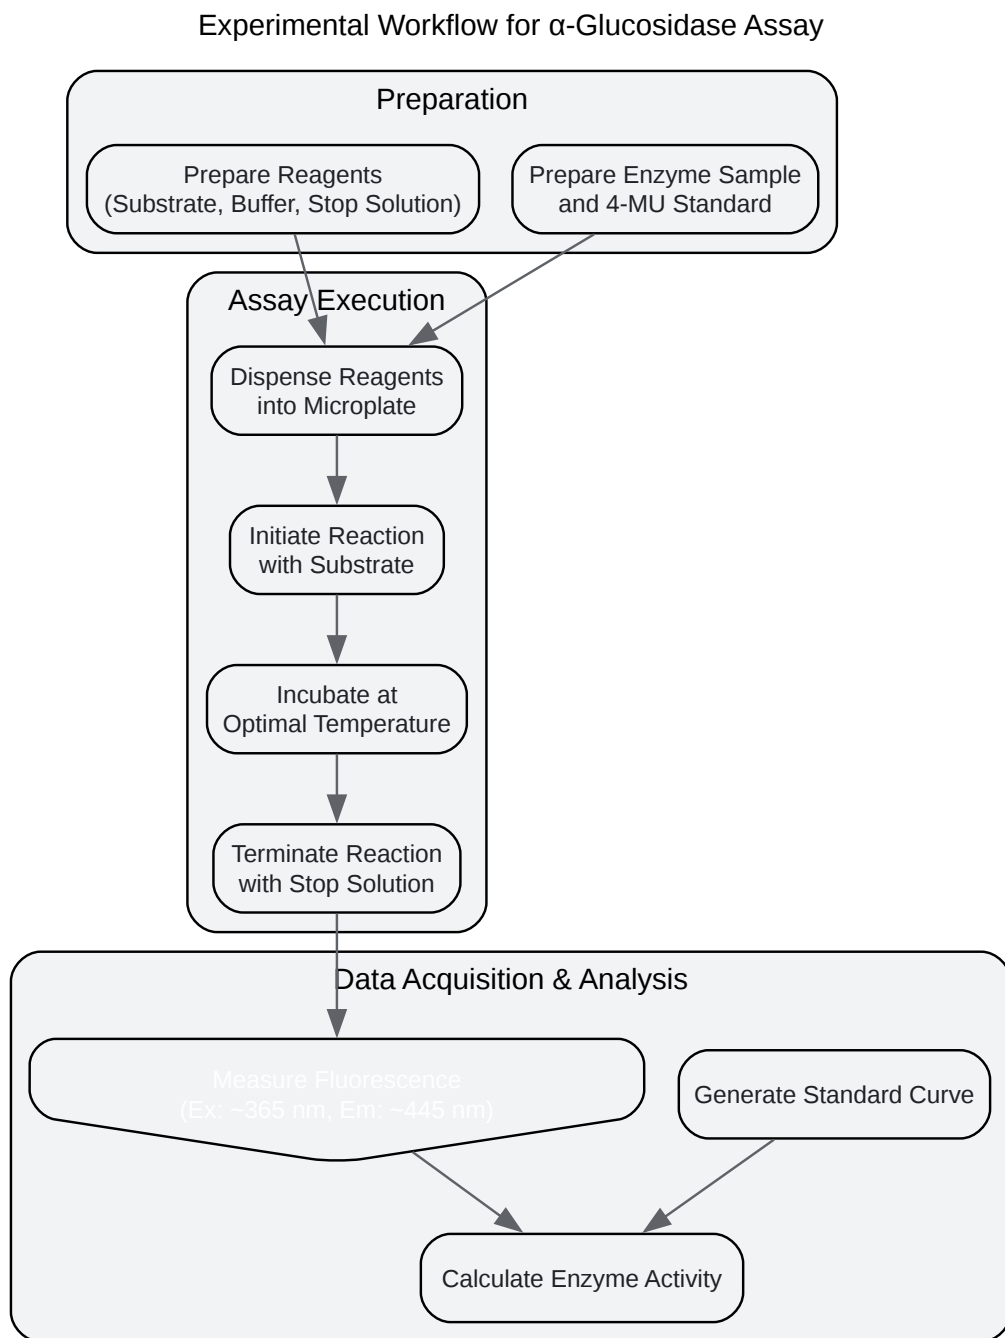 Experimental Workflow for α-Glucosidase Assay
Preparation
Prepare Reagents
(Substrate, Buffer, Stop Solution)
Prepare Enzyme Sample
and 4-MU Standard
Assay Execution
Dispense Reagents
into Microplate
Initiate Reaction
with Substrate
Incubate at
Optimal Temperature
Terminate Reaction
with Stop Solution
Data Acquisition & Analysis
Measure Fluorescence
(Ex: ~365 nm, Em: ~445 nm)
Generate Standard Curve
Calculate Enzyme Activity